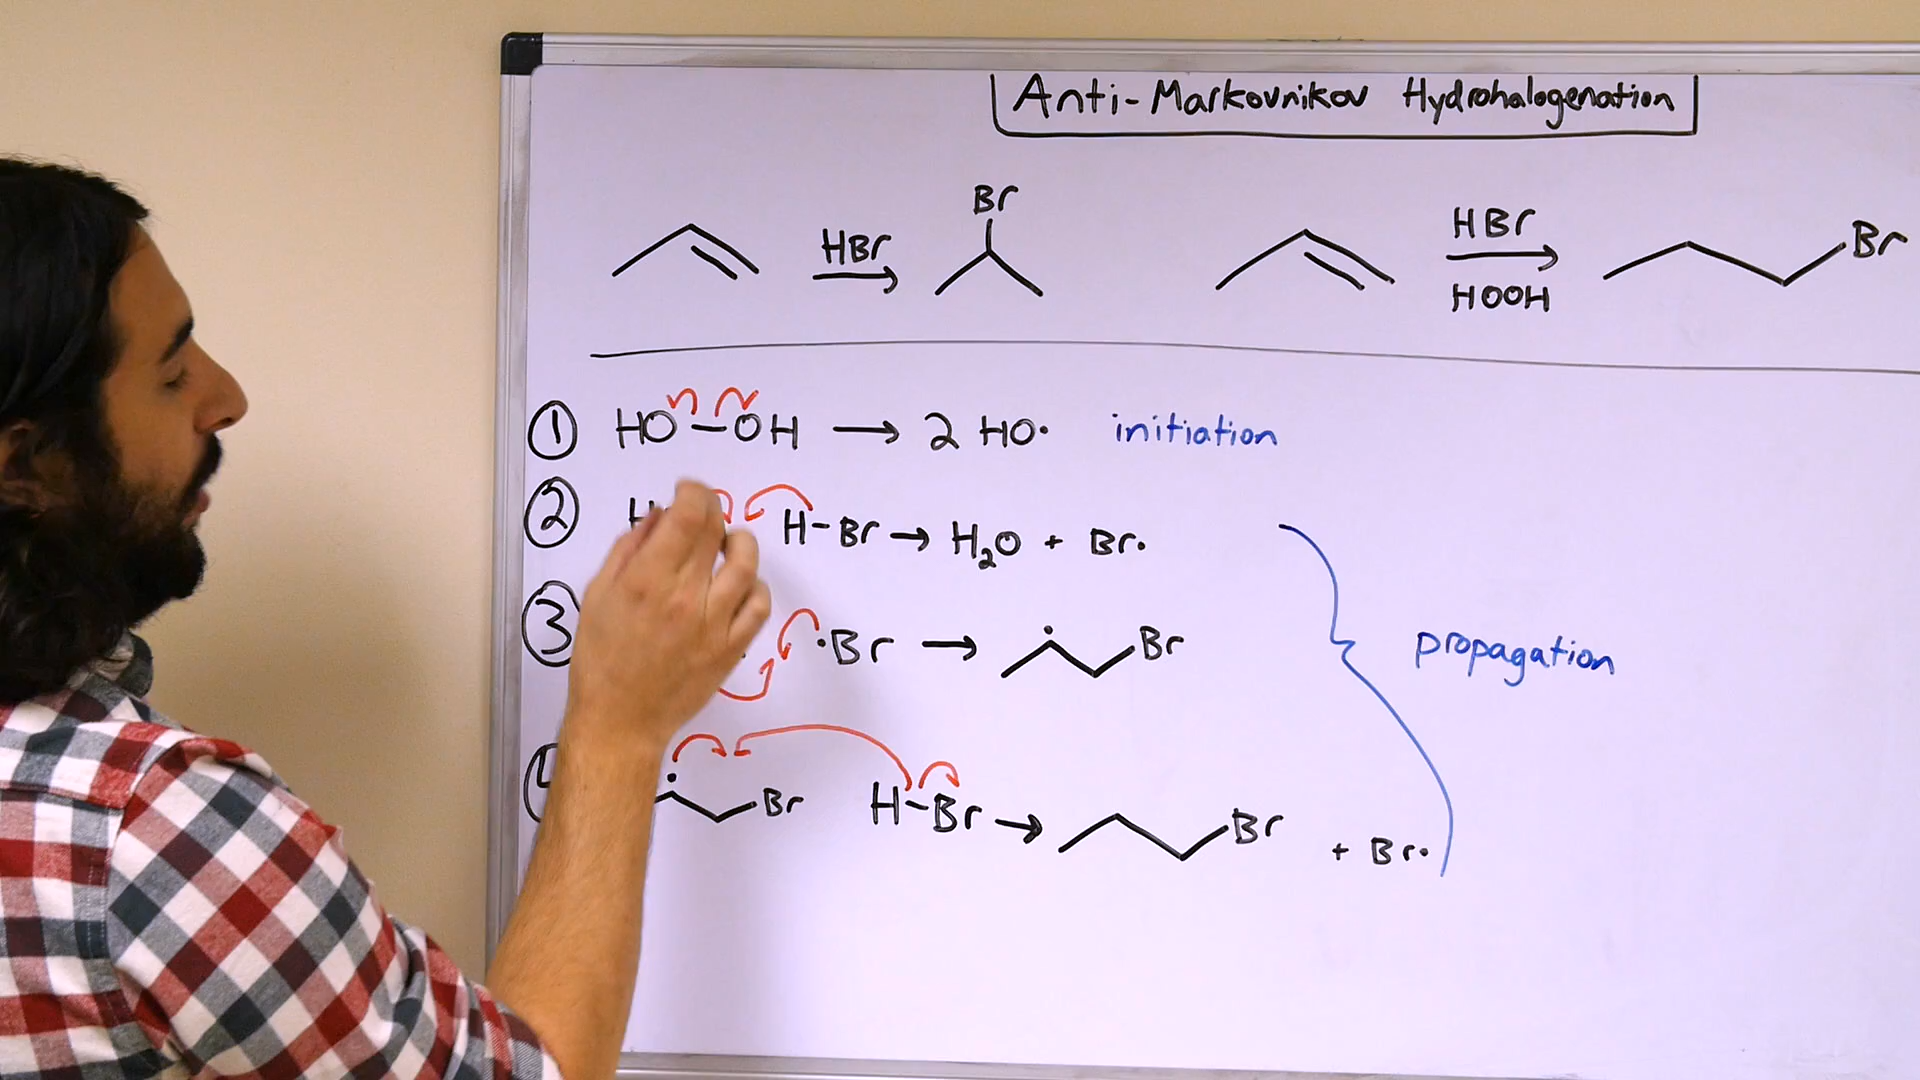 Anti-Markovnikov Hydrohalogenation
HBr Br
HBr HOOH Br
① HO—OH → 2 HO· initiation
② H-Br → H₂O + Br·
③ ·Br → Br
propagation
Br H-Br → Br + Br·